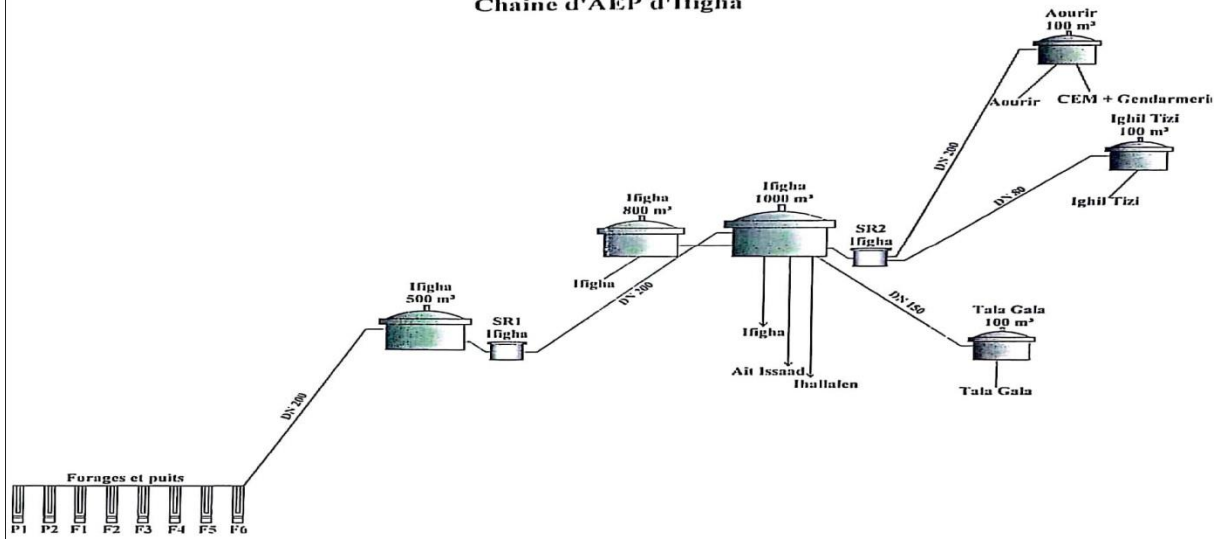 Chaine d'AEP d'Ifigha
Aourir
100 m³
Aourir
CEM + Gendarmeri
Ighil Tizi
100 m³
Ighil Tizi
DN 200
DN 80
Ifigha
800 m³
Ifigha
1000 m³
SR2
Ifigha
Ifigha
DN 200
DN 150
Ifigha
500 m³
SR1
Ifigha
Ifigha
Ait Issaad
Ihallalen
Tala Gala
100 m³
Tala Gala
DN 200
Forages et puits
P1 P2 F1 F2 F3 F4 F5 F6